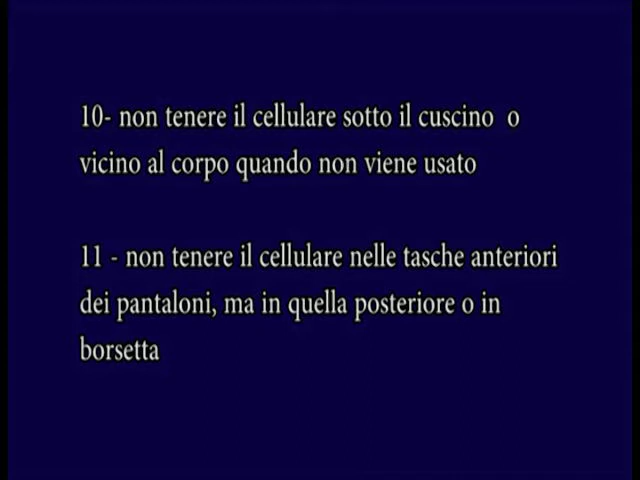 10- non tenere il cellulare sotto il cuscino  o
vicino al corpo quando non viene usato
11 - non tenere il cellulare nelle tasche anteriori
dei pantaloni, ma in quella posteriore o in
borsetta